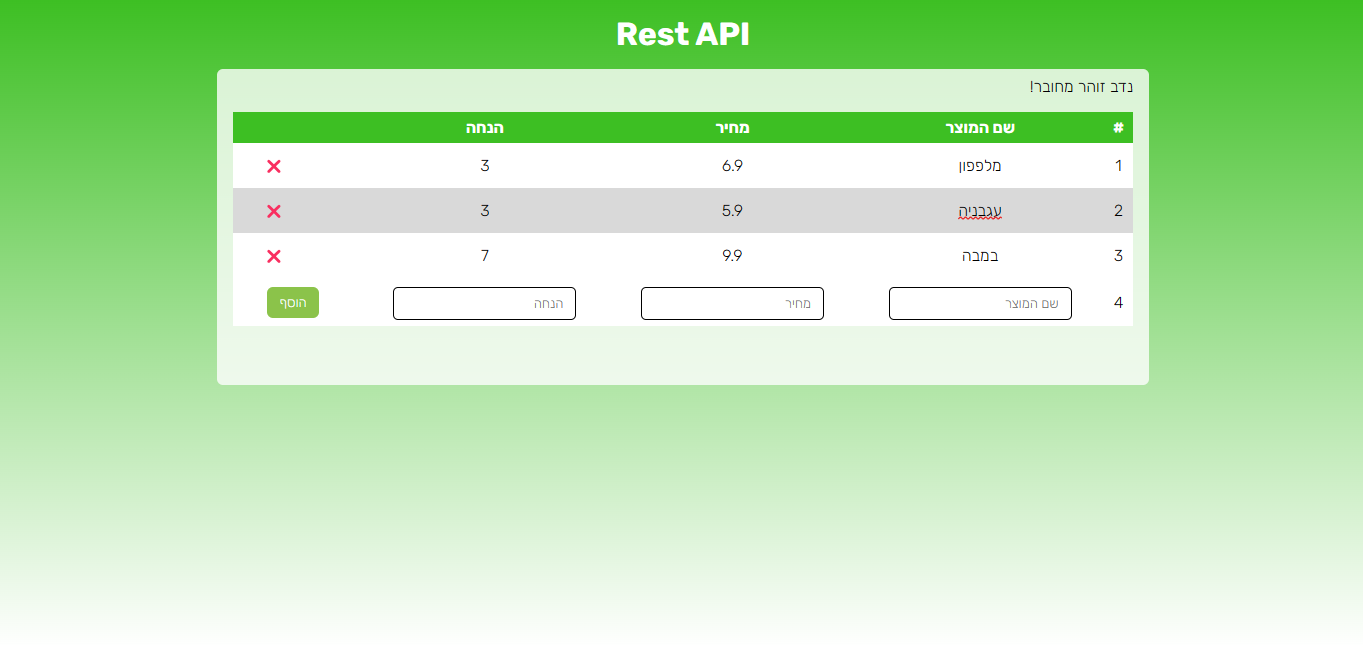 Rest API
נדב זוהר מחובר!
# שם המוצר מחיר הנחה
1 מלפפון 6.9 3 ❌
2 עגבניה 5.9 3 ❌
3 במבה 9.9 7 ❌
4 שם המוצר מחיר הנחה הוסף